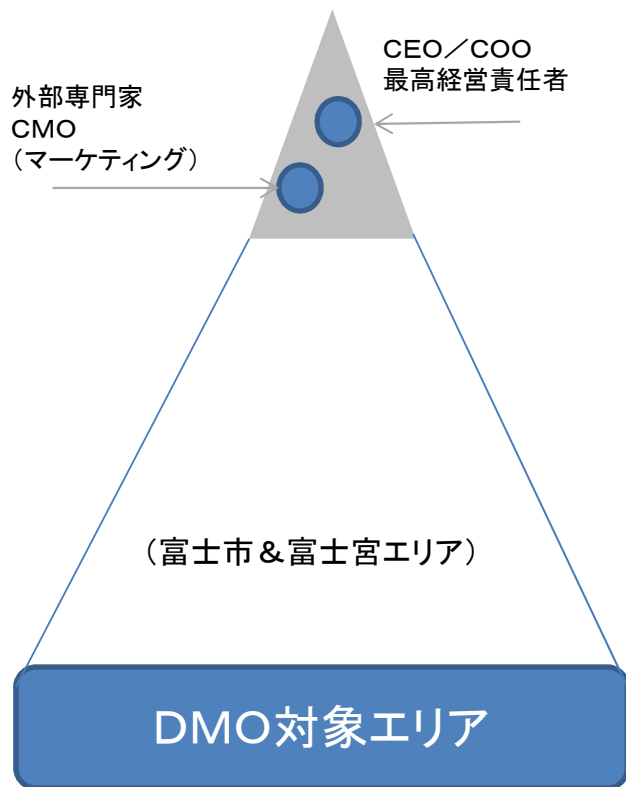 CEO／COO
最高経営責任者
外部専門家
CMO
（マーケティング）
（富士市＆富士宮エリア）
DMO対象エリア